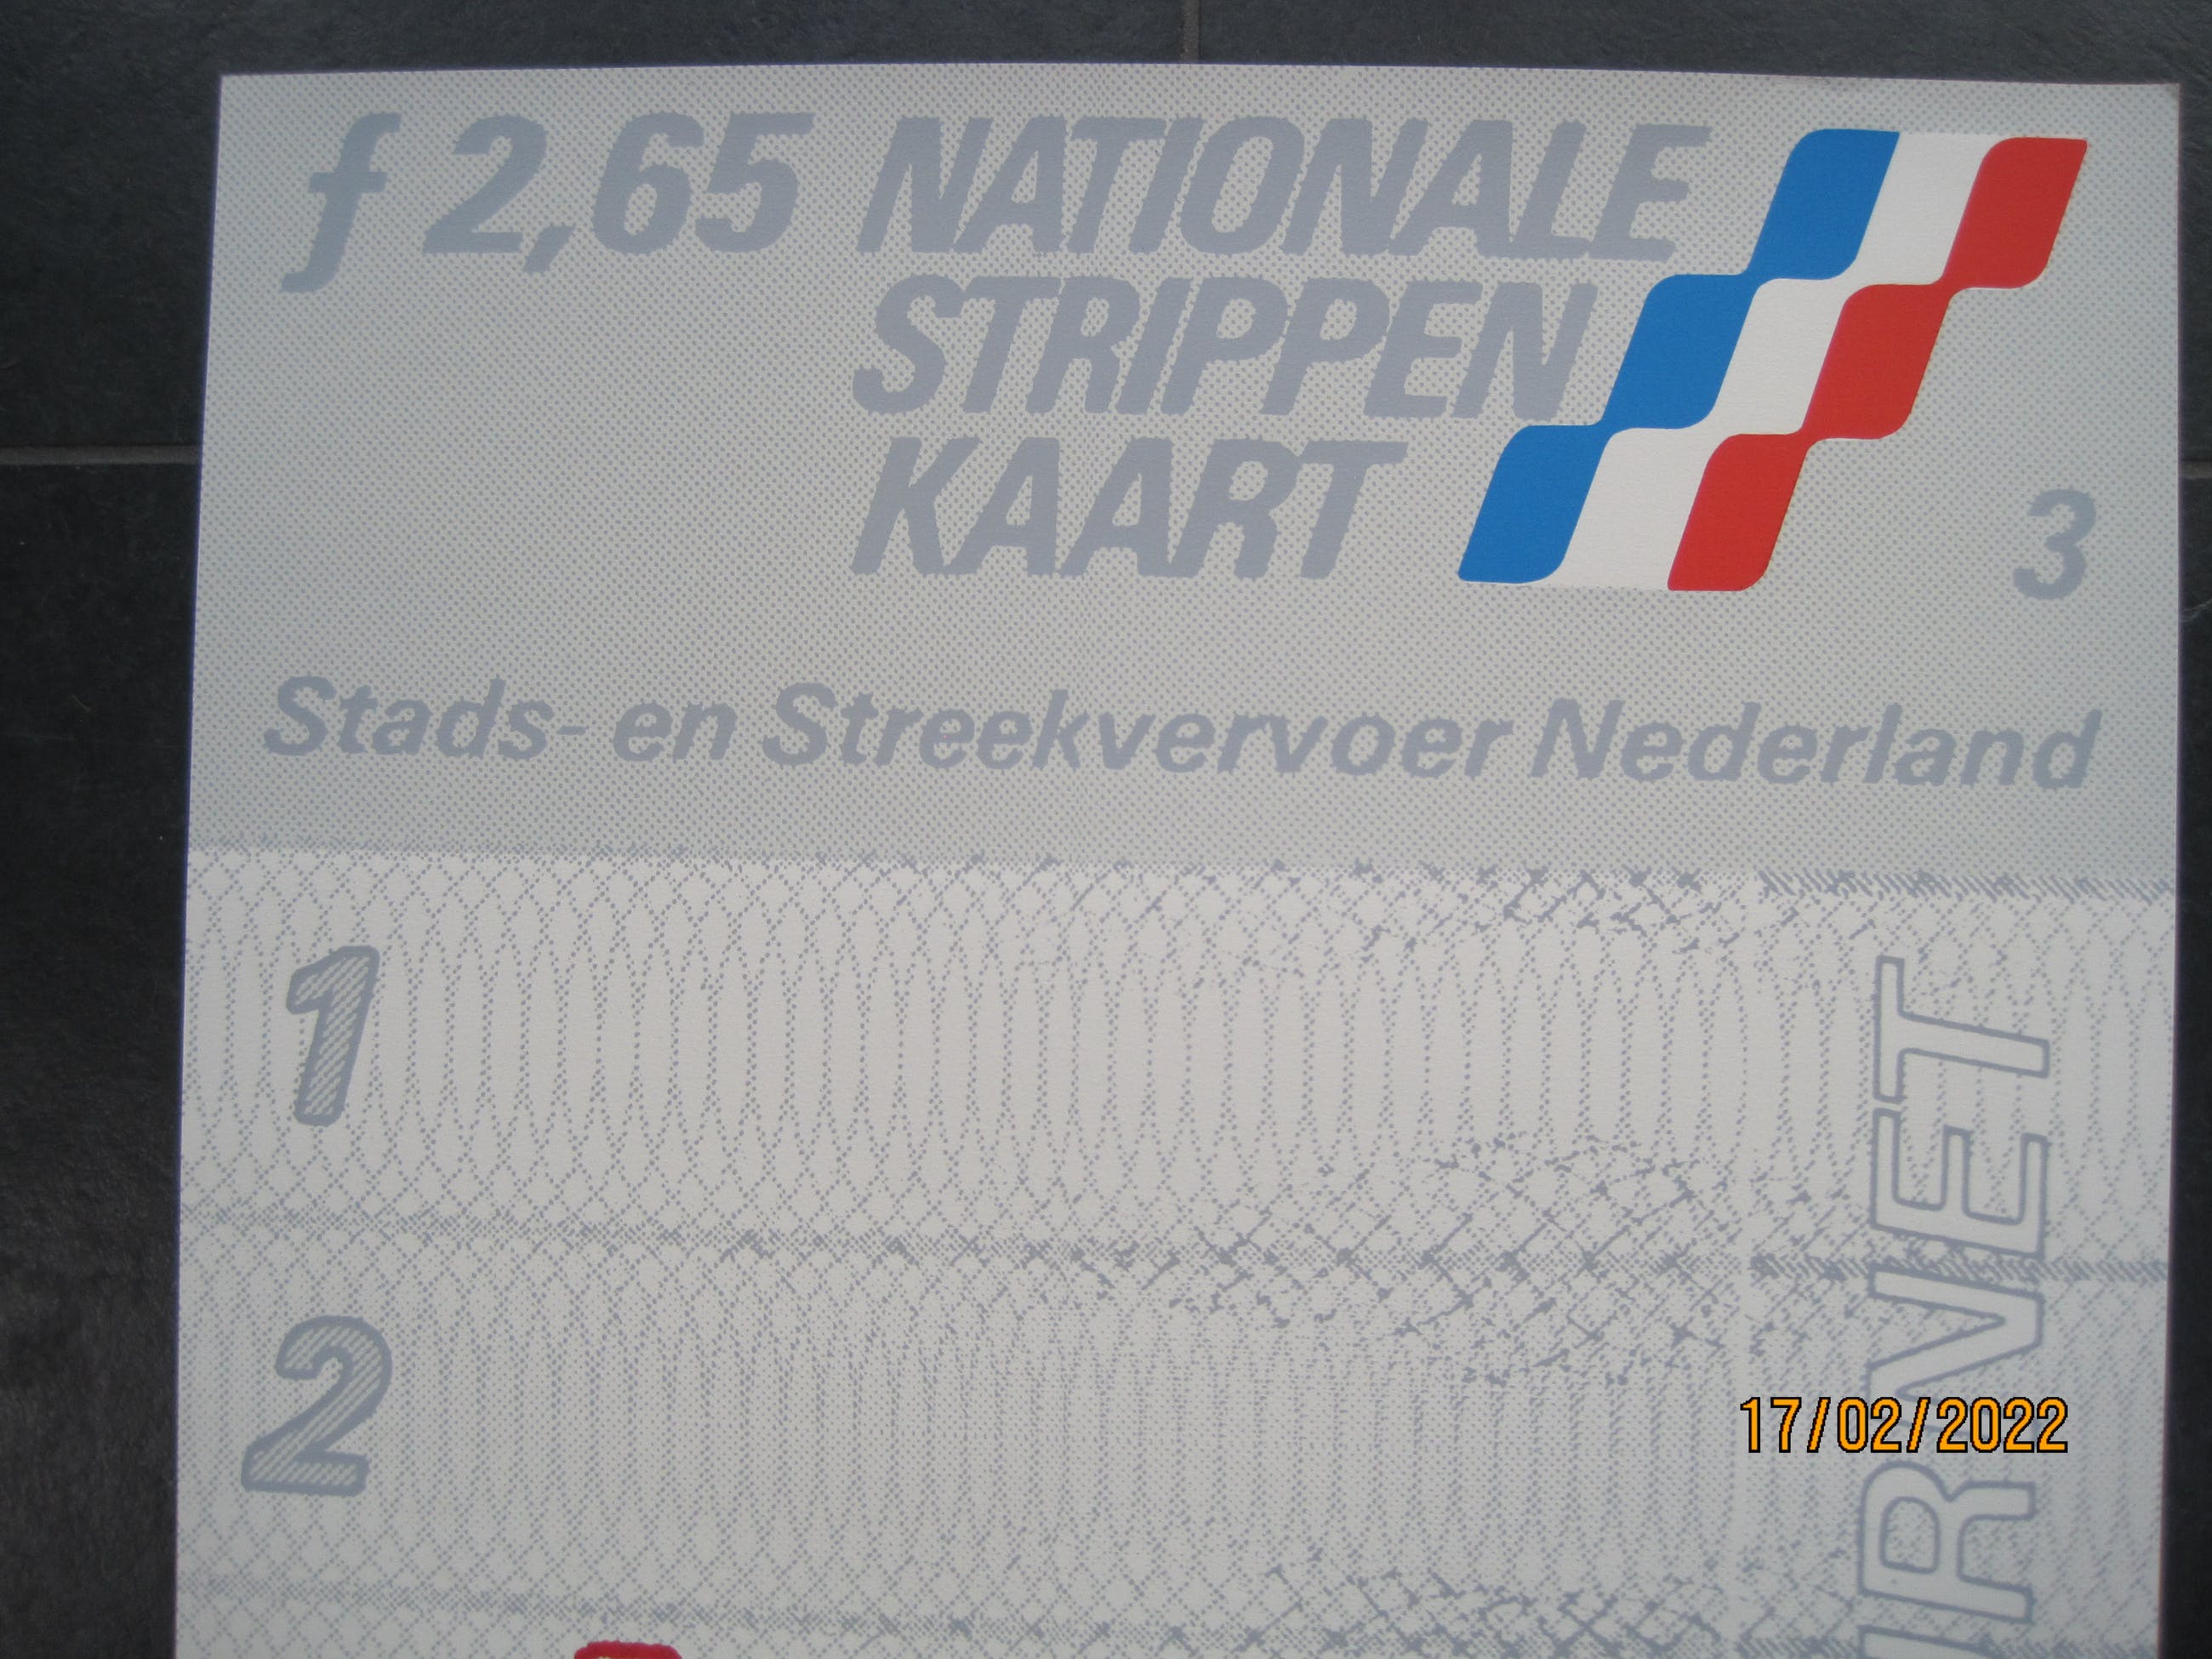 ƒ 2,65 NATIONALE
STRIPPEN
KAART
3
Stads- en Streekvervoer Nederland
1
2
17/02/2022